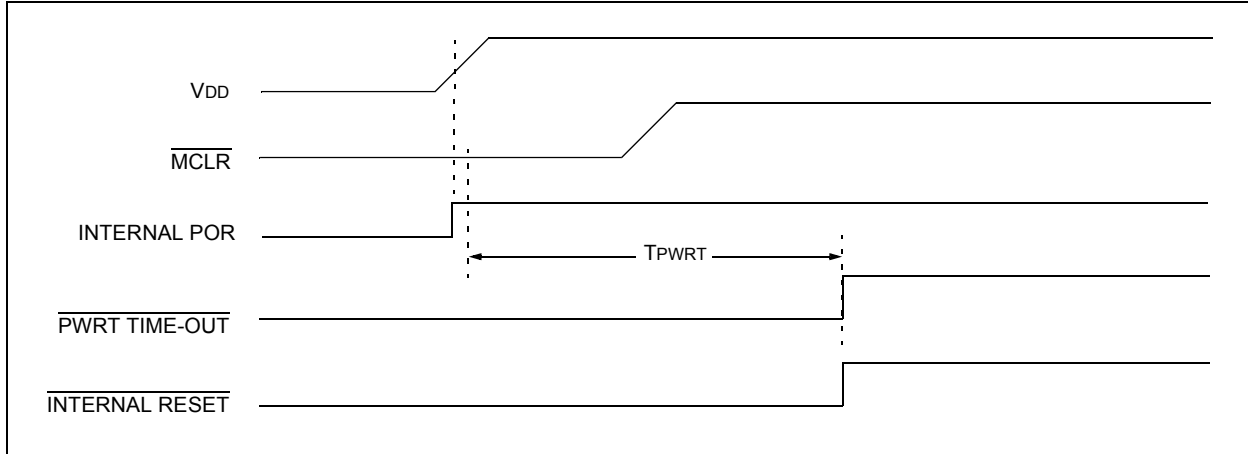 VDD
MCLR
INTERNAL POR
TPWRT
PWRT TIME-OUT
INTERNAL RESET